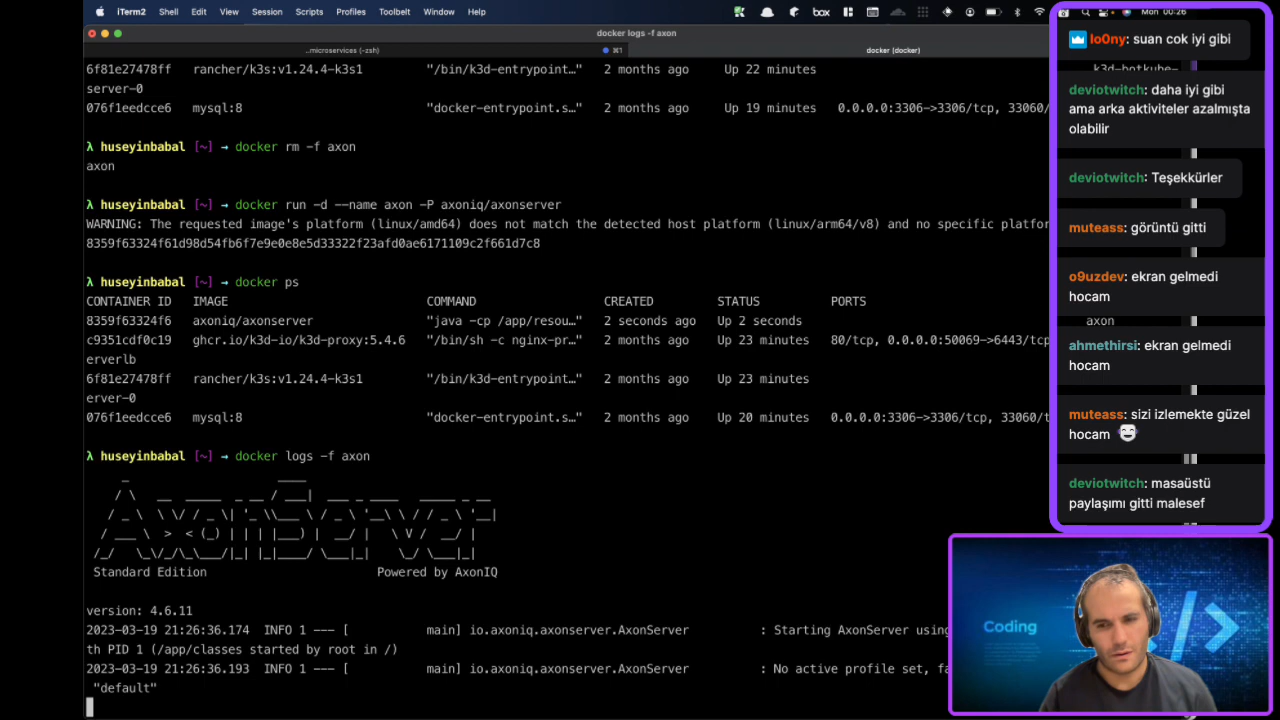 iTerm2 Shell Edit View Session Scripts Profiles Toolbelt Window Help
box
Mon 00:26
docker logs -f axon
..microservices (-zsh)
⌘1
docker (docker)
6f81e27478ff rancher/k3s:v1.24.4-k3s1 "/bin/k3d-entrypoint…" 2 months ago Up 22 minutes
server-0
076f1eedcce6 mysql:8 "docker-entrypoint.s…" 2 months ago Up 19 minutes 0.0.0.0:3306->3306/tcp, 33060/
λ huseyinbabal [~] → docker rm -f axon
axon
λ huseyinbabal [~] → docker run -d --name axon -P axoniq/axonserver
WARNING: The requested image's platform (linux/amd64) does not match the detected host platform (linux/arm64/v8) and no specific platfor
8359f63324f61d98d54fb6f7e9e0e8e5d33322f23afd0ae6171109c2f661d7c8
λ huseyinbabal [~] → docker ps
CONTAINER ID IMAGE COMMAND CREATED STATUS PORTS
8359f63324f6 axoniq/axonserver "java -cp /app/resou…" 2 seconds ago Up 2 seconds
c9351cdf0c19 ghcr.io/k3d-io/k3d-proxy:5.4.6 "/bin/sh -c nginx-pr…" 2 months ago Up 23 minutes 80/tcp, 0.0.0.0:50069->6443/tcp
erverlb
6f81e27478ff rancher/k3s:v1.24.4-k3s1 "/bin/k3d-entrypoint…" 2 months ago Up 23 minutes
erver-0
076f1eedcce6 mysql:8 "docker-entrypoint.s…" 2 months ago Up 20 minutes 0.0.0.0:3306->3306/tcp, 33060/t
λ huseyinbabal [~] → docker logs -f axon
AxonServer
Standard Edition Powered by AxonIQ
version: 4.6.11
2023-03-19 21:26:36.174 INFO 1 --- [ main] io.axoniq.axonserver.AxonServer : Starting AxonServer using
th PID 1 (/app/classes started by root in /)
2023-03-19 21:26:36.193 INFO 1 --- [ main] io.axoniq.axonserver.AxonServer : No active profile set, fa
"default"
lo0ny: suan cok iyi gibi
k3d-botkube-
deviotwitch: daha iyi gibi
ama arka aktiviteler azalmışta
olabilir
deviotwitch: Teşekkürler
muteass: görüntü gitti
o9uzdev: ekran gelmedi
hocam
axon
ahmethirsi: ekran gelmedi
hocam
muteass: sizi izlemekte güzel
hocam
deviotwitch: masaüstü
paylaşımı gitti malesef
Coding